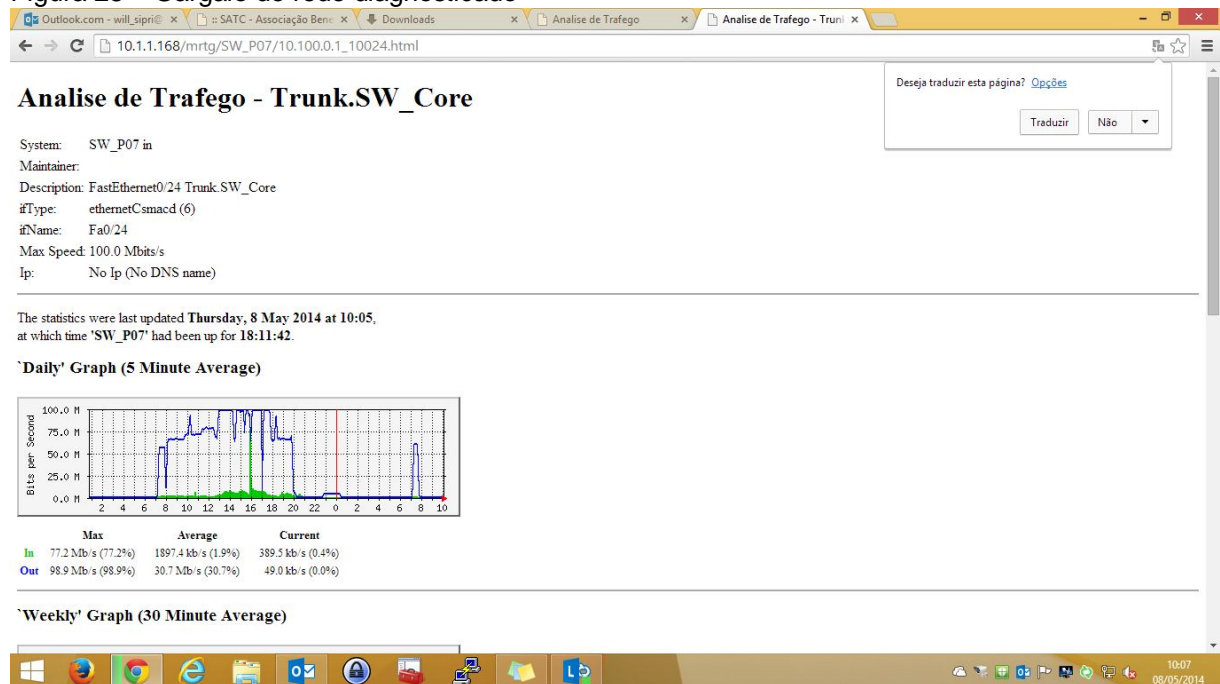 Outlook.com - will_sipri@
:: SATC - Associação Bene
Downloads
Analise de Trafego
Analise de Trafego - Trun
10.1.1.168/mrtg/SW_P07/10.100.0.1_10024.html
Deseja traduzir esta página? Opções
Traduzir
Não
Analise de Trafego - Trunk.SW_Core
System: SW_P07 in
Maintainer:
Description: FastEthernet0/24 Trunk.SW_Core
ifType: ethernetCsmacd (6)
ifName: Fa0/24
Max Speed: 100.0 Mbits/s
Ip: No Ip (No DNS name)
The statistics were last updated Thursday, 8 May 2014 at 10:05,
at which time 'SW_P07' had been up for 18:11:42.
`Daily' Graph (5 Minute Average)
Bits per Second
100.0 M
75.0 M
50.0 M
25.0 M
0.0 M
2 4 6 8 10 12 14 16 18 20 22 0 2 4 6 8 10
Max Average Current
In 77.2 Mb/s (77.2%) 1897.4 kb/s (1.9%) 389.5 kb/s (0.4%)
Out 98.9 Mb/s (98.9%) 30.7 Mb/s (30.7%) 49.0 kb/s (0.0%)
`Weekly' Graph (30 Minute Average)
10:07
08/05/2014